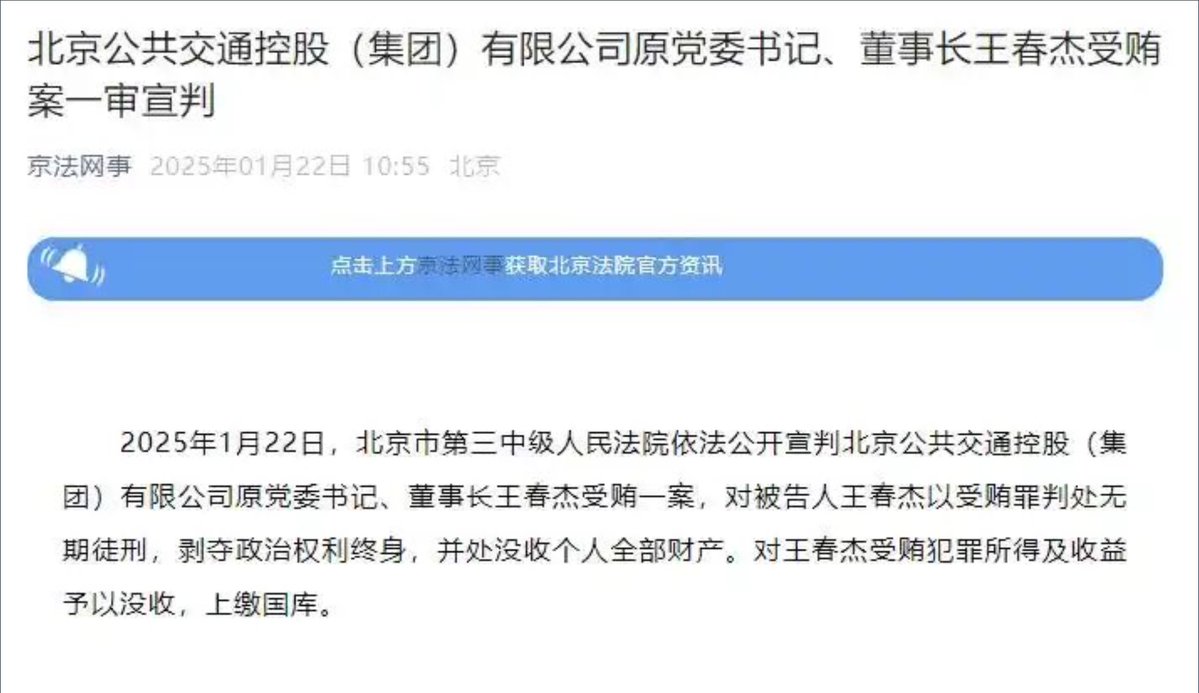 北京公共交通控股（集团）有限公司原党委书记、董事长王春杰受贿
案一审宣判
京法网事 2025年01月22日 10:55 北京
点击上方京法网事获取北京法院官方资讯
2025年1月22日，北京市第三中级人民法院依法公开宣判北京公共交通控股（集
团）有限公司原党委书记、董事长王春杰受贿一案，对被告人王春杰以受贿罪判处无
期徒刑，剥夺政治权利终身，并处没收个人全部财产。对王春杰受贿犯罪所得及收益
予以没收，上缴国库。